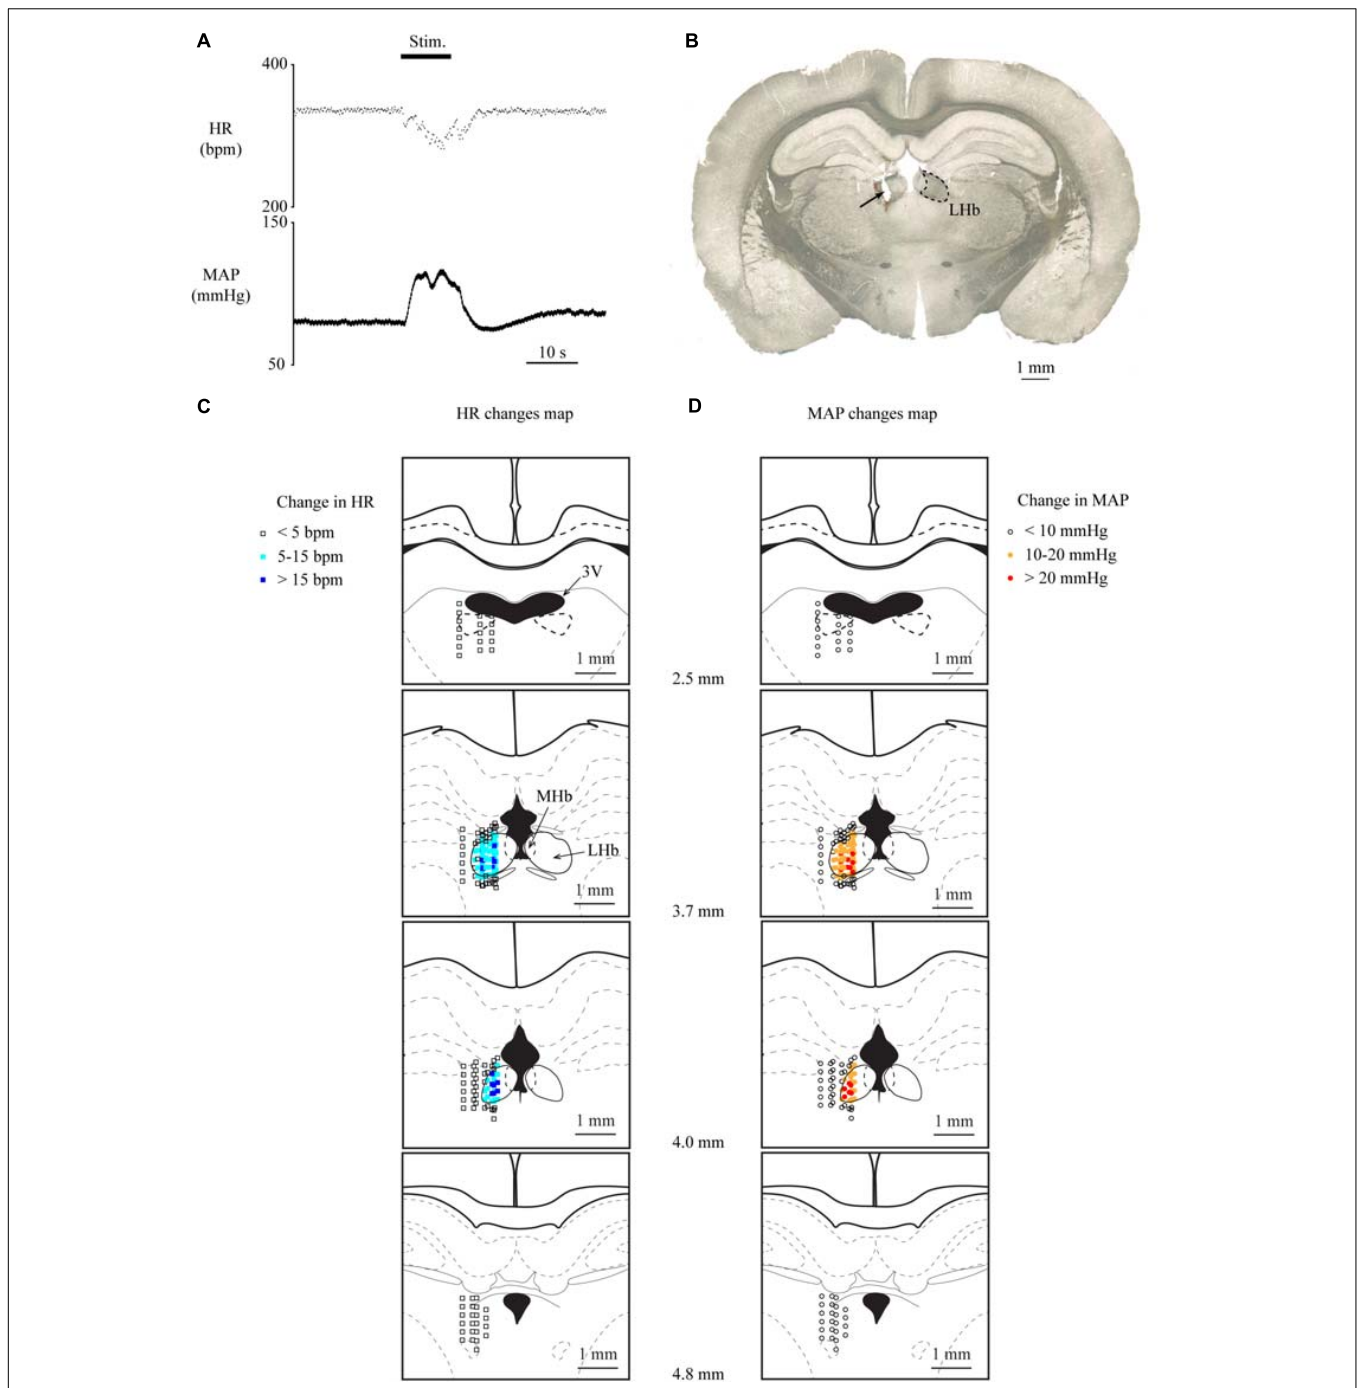 A
Stim.
400
HR
(bpm)
200
150
MAP
(mmHg)
50
10 s
B
LHb
1 mm
C
HR changes map
Change in HR
< 5 bpm
5-15 bpm
> 15 bpm
3V
1 mm
D
MAP changes map
Change in MAP
< 10 mmHg
10-20 mmHg
> 20 mmHg
1 mm
2.5 mm
MHb
LHb
1 mm
1 mm
3.7 mm
1 mm
1 mm
4.0 mm
1 mm
1 mm
4.8 mm